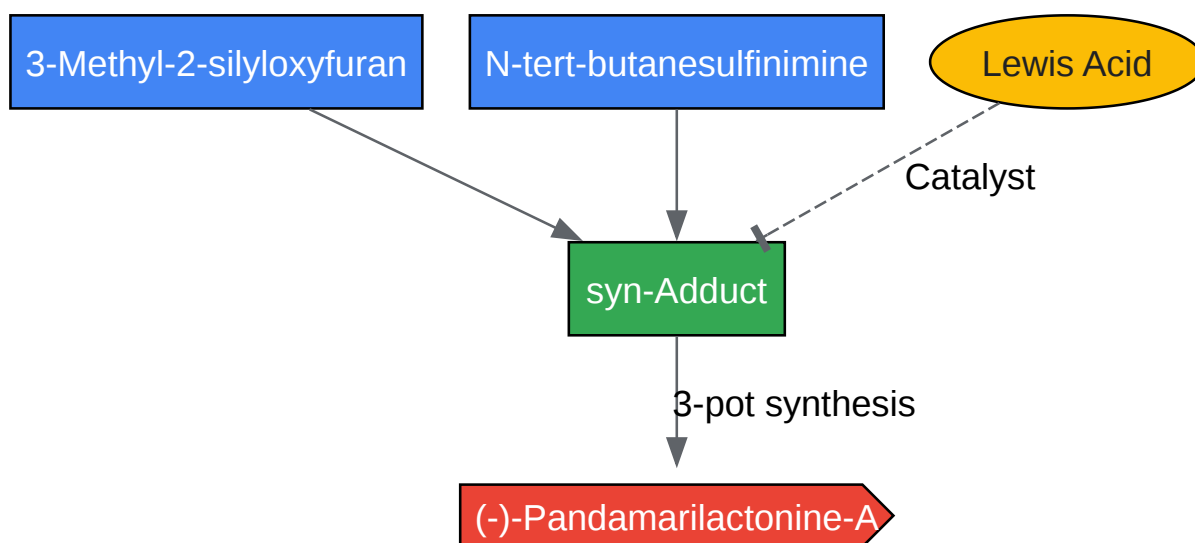 3-Methyl-2-silyloxyfuran
N-tert-butanesulfinimine
Lewis Acid
Catalyst
syn-Adduct
3-pot synthesis
(-)-Pandamarilactonine-A